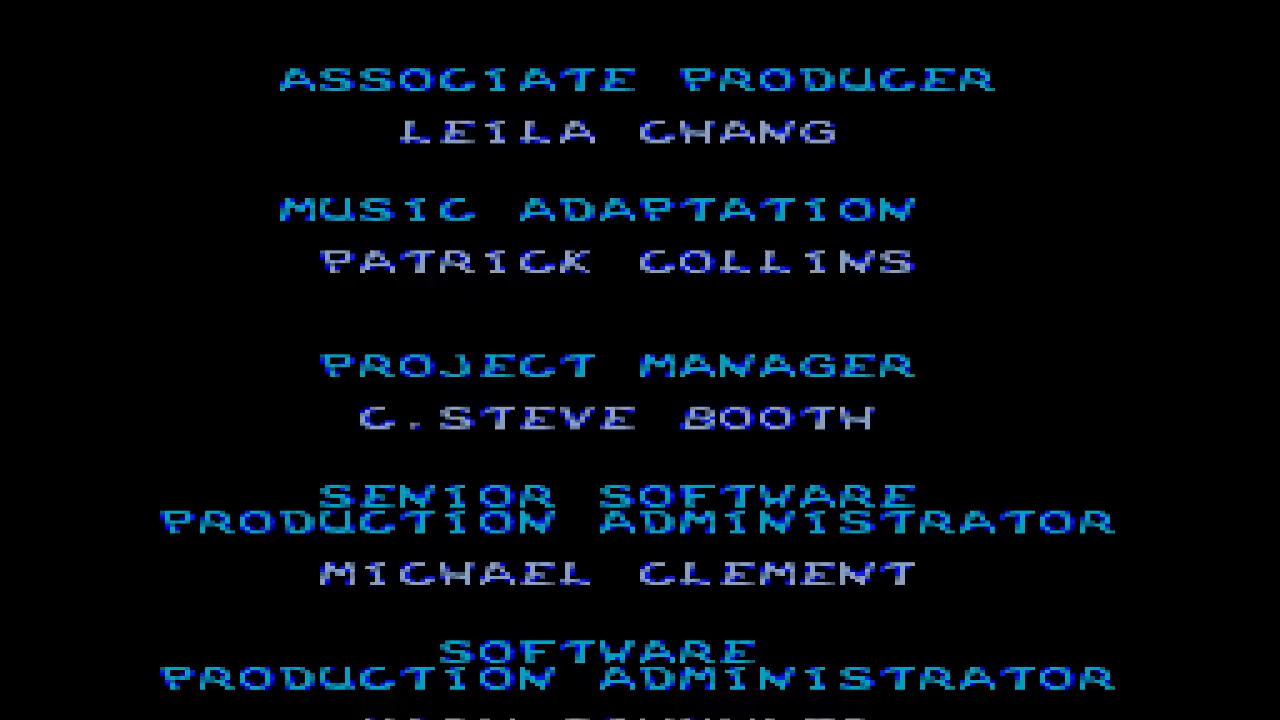 ASSOCIATE PRODUCER
LEILA CHANG
MUSIC ADAPTATION
PATRICK COLLINS
PROJECT MANAGER
C.STEVE BOOTH
SENIOR SOFTWARE
PRODUCTION ADMINISTRATOR
MICHAEL CLEMENT
SOFTWARE
PRODUCTION ADMINISTRATOR